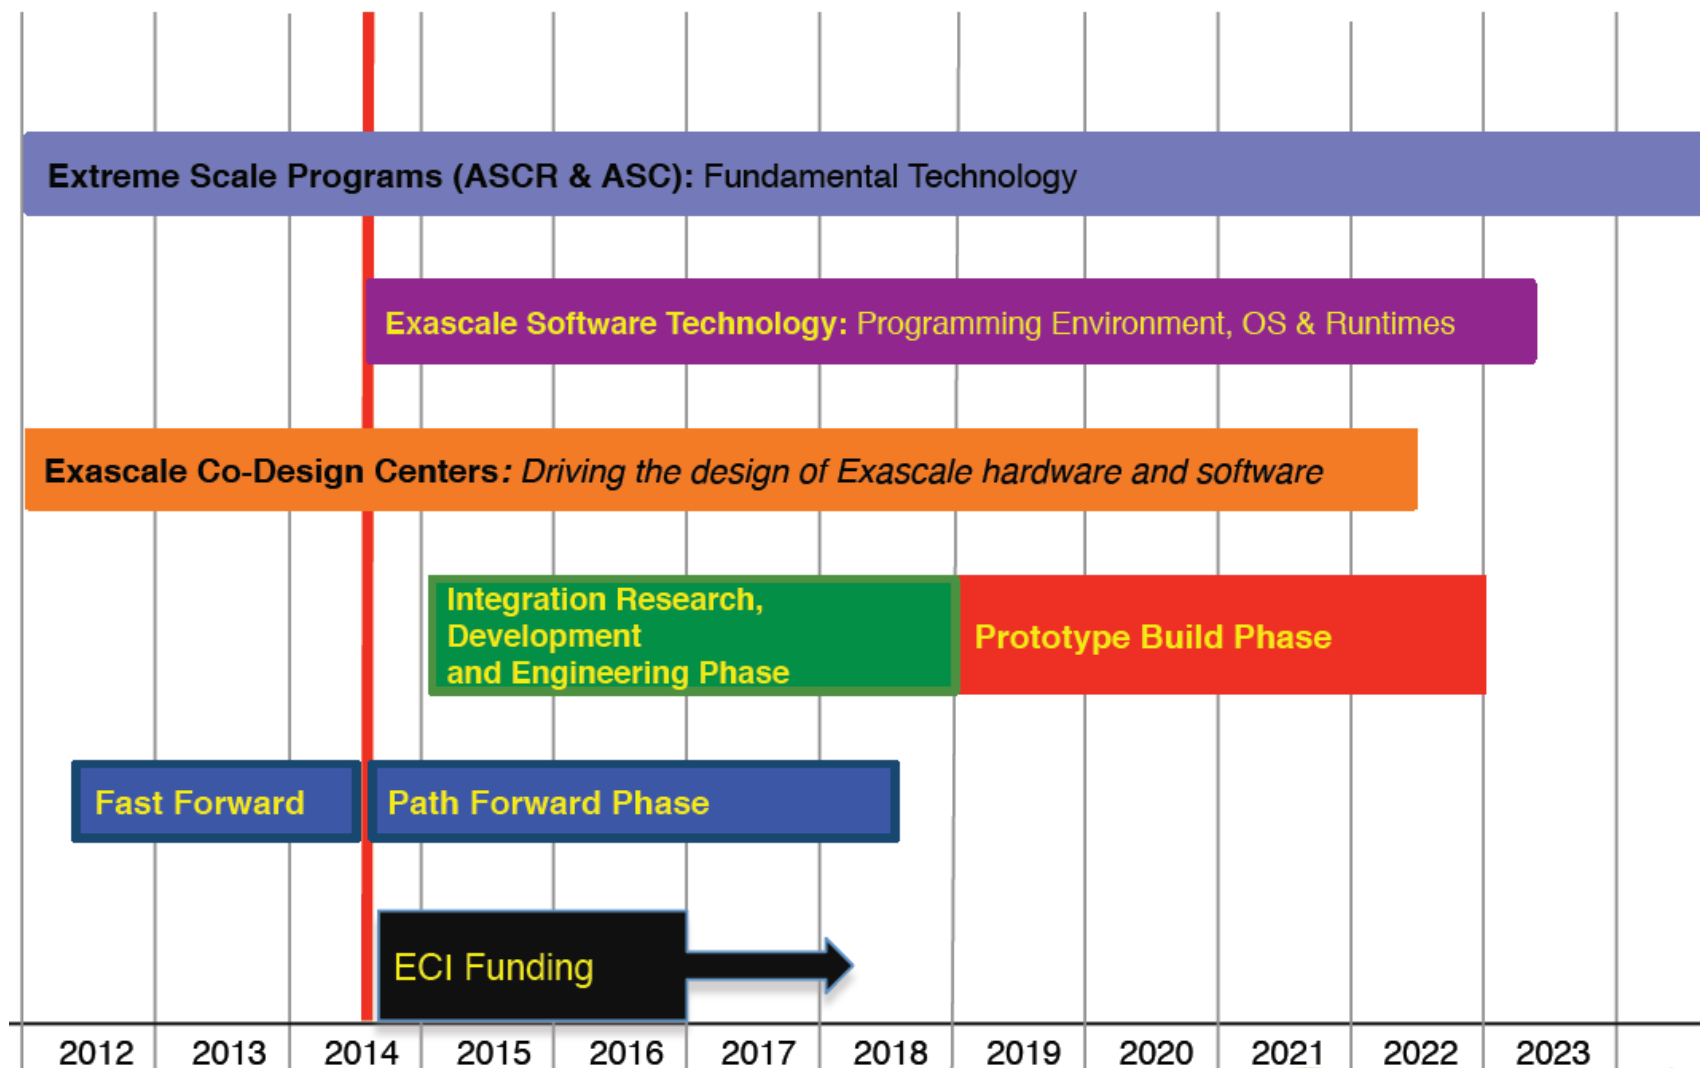 Extreme Scale Programs (ASCR & ASC): Fundamental Technology
Exascale Software Technology: Programming Environment, OS & Runtimes
Exascale Co-Design Centers: Driving the design of Exascale hardware and software
Integration Research,
Development
and Engineering Phase
Prototype Build Phase
Fast Forward
Path Forward Phase
ECI Funding
2012 2013 2014 2015 2016 2017 2018 2019 2020 2021 2022 2023